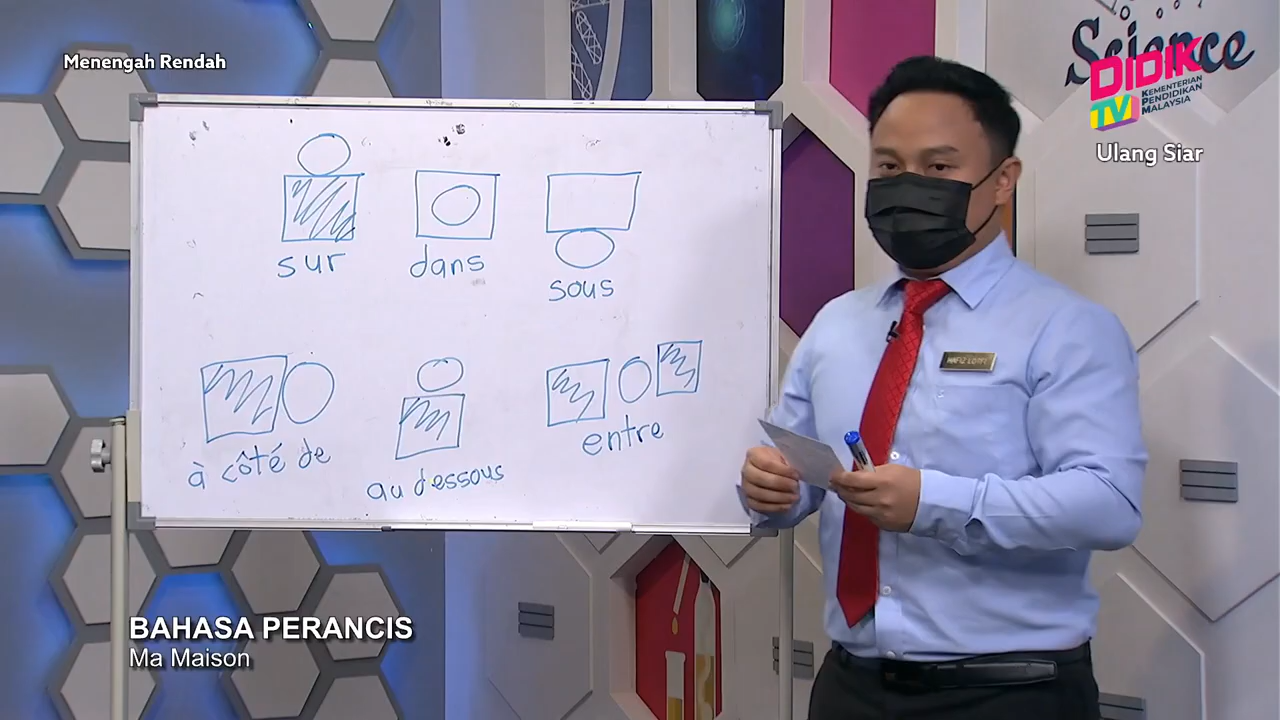 Menengah Rendah
Science
DIDIK
TV
KEMENTERIAN
PENDIDIKAN
MALAYSIA
Ulang Siar
sur
dans
sous
à côté de
au dessous
entre
HAFIZ LOTFI
BAHASA PERANCIS
Ma Maison